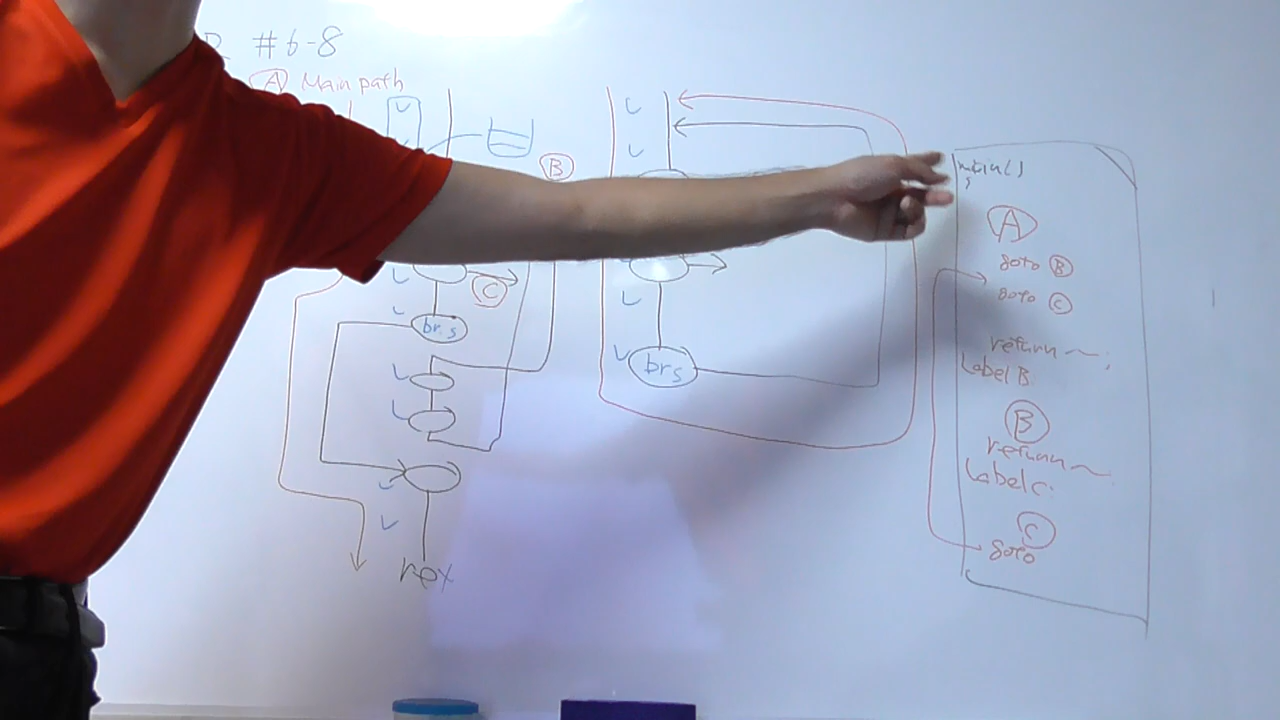 R #6-8
A Main path
B
C
br.s
rex
brs
main()
A
goto B
goto C
return ~ ;
Label B
B
return ~
Label C:
C
goto